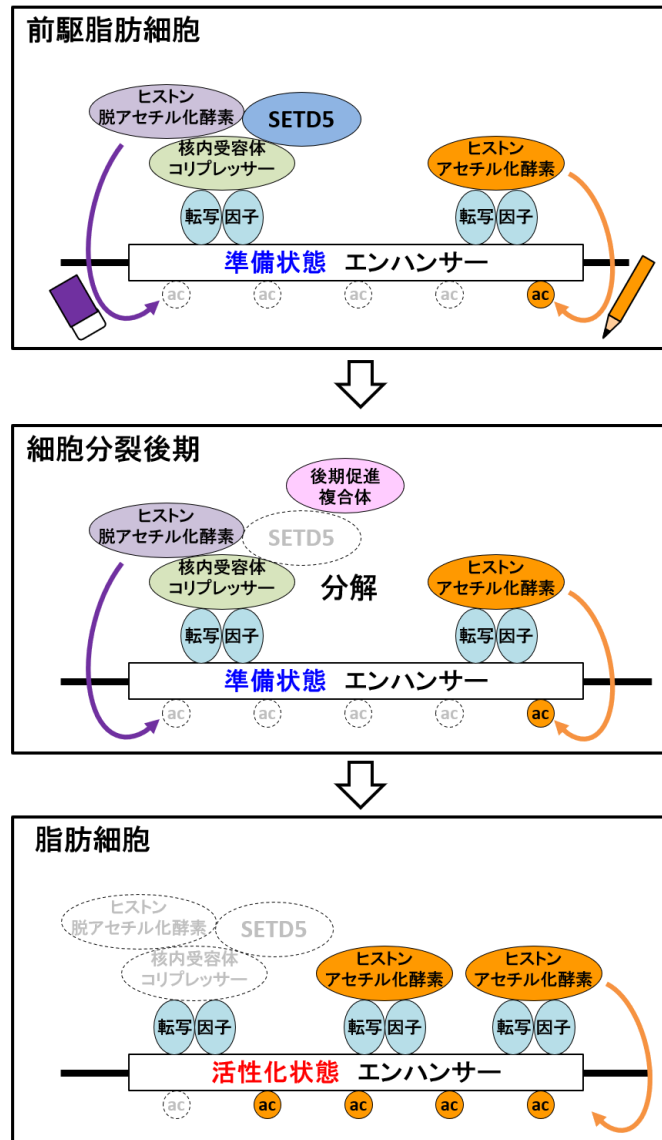 前駆脂肪細胞
ヒストン
脱アセチル化酵素
SETD5
核内受容体
コリプレッサー
ヒストン
アセチル化酵素
転写 因子
転写 因子
準備状態 エンハンサー
ac ac ac ac ac
細胞分裂後期
後期促進
複合体
ヒストン
脱アセチル化酵素
SETD5
核内受容体
コリプレッサー
分解
ヒストン
アセチル化酵素
転写 因子
転写 因子
準備状態 エンハンサー
ac ac ac ac ac
脂肪細胞
ヒストン
脱アセチル化酵素
SETD5
核内受容体
コリプレッサー
ヒストン
アセチル化酵素
ヒストン
アセチル化酵素
転写 因子
転写 因子
転写 因子
活性化状態 エンハンサー
ac ac ac ac ac